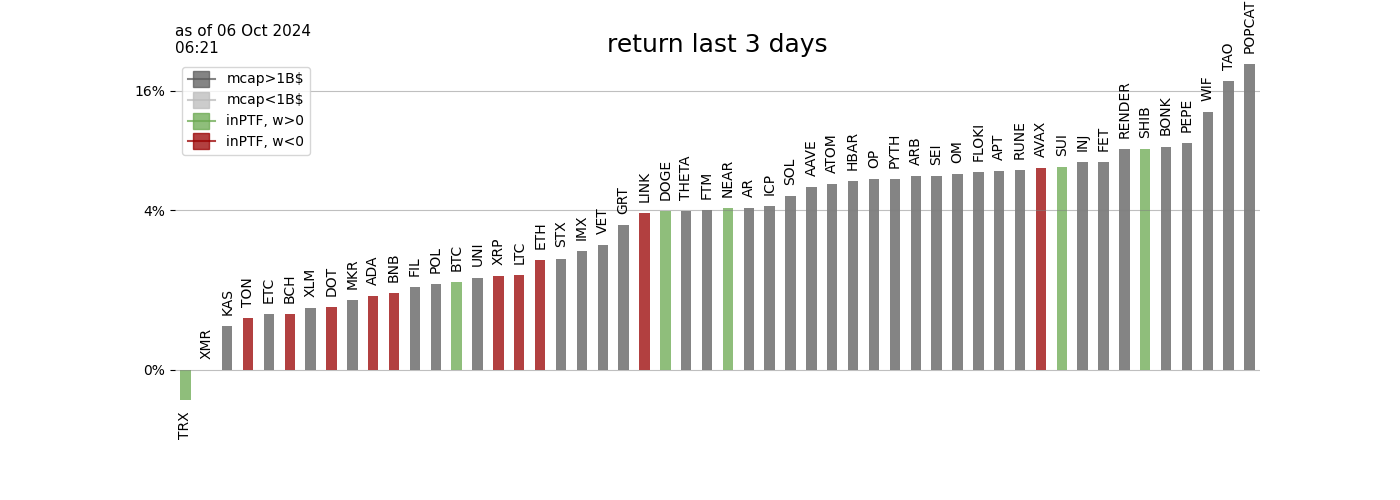 as of 06 Oct 2024
06:21
return last 3 days
mcap>1B$
mcap<1B$
inPTF, w>0
inPTF, w<0
16%
4%
0%
TRX
XMR
KAS
TON
ETC
BCH
XLM
DOT
MKR
ADA
BNB
FIL
POL
BTC
UNI
XRP
LTC
ETH
STX
IMX
VET
GRT
LINK
DOGE
THETA
FTM
NEAR
AR
ICP
SOL
AAVE
ATOM
HBAR
OP
PYTH
ARB
SEI
OM
FLOKI
APT
RUNE
AVAX
SUI
INJ
FET
RENDER
SHIB
BONK
PEPE
WIF
TAO
POPCAT